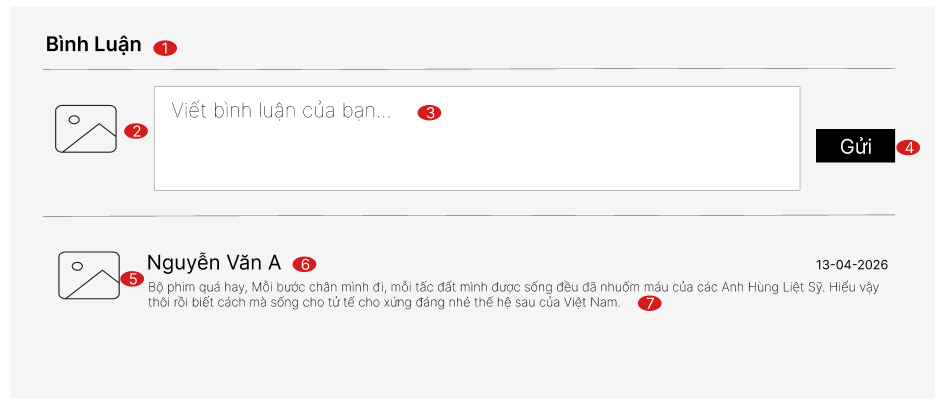 Bình Luận 1
2 Viết bình luận của bạn... 3
Gửi 4
5 Nguyễn Văn A 6 13-04-2026
Bộ phim quá hay, Mỗi bước chân mình đi, mỗi tấc đất mình được sống đều đã nhuốm máu của các Anh Hùng Liệt Sỹ. Hiểu vậy
thôi rồi biết cách mà sống cho tử tế cho xứng đáng nhé thế hệ sau của Việt Nam. 7